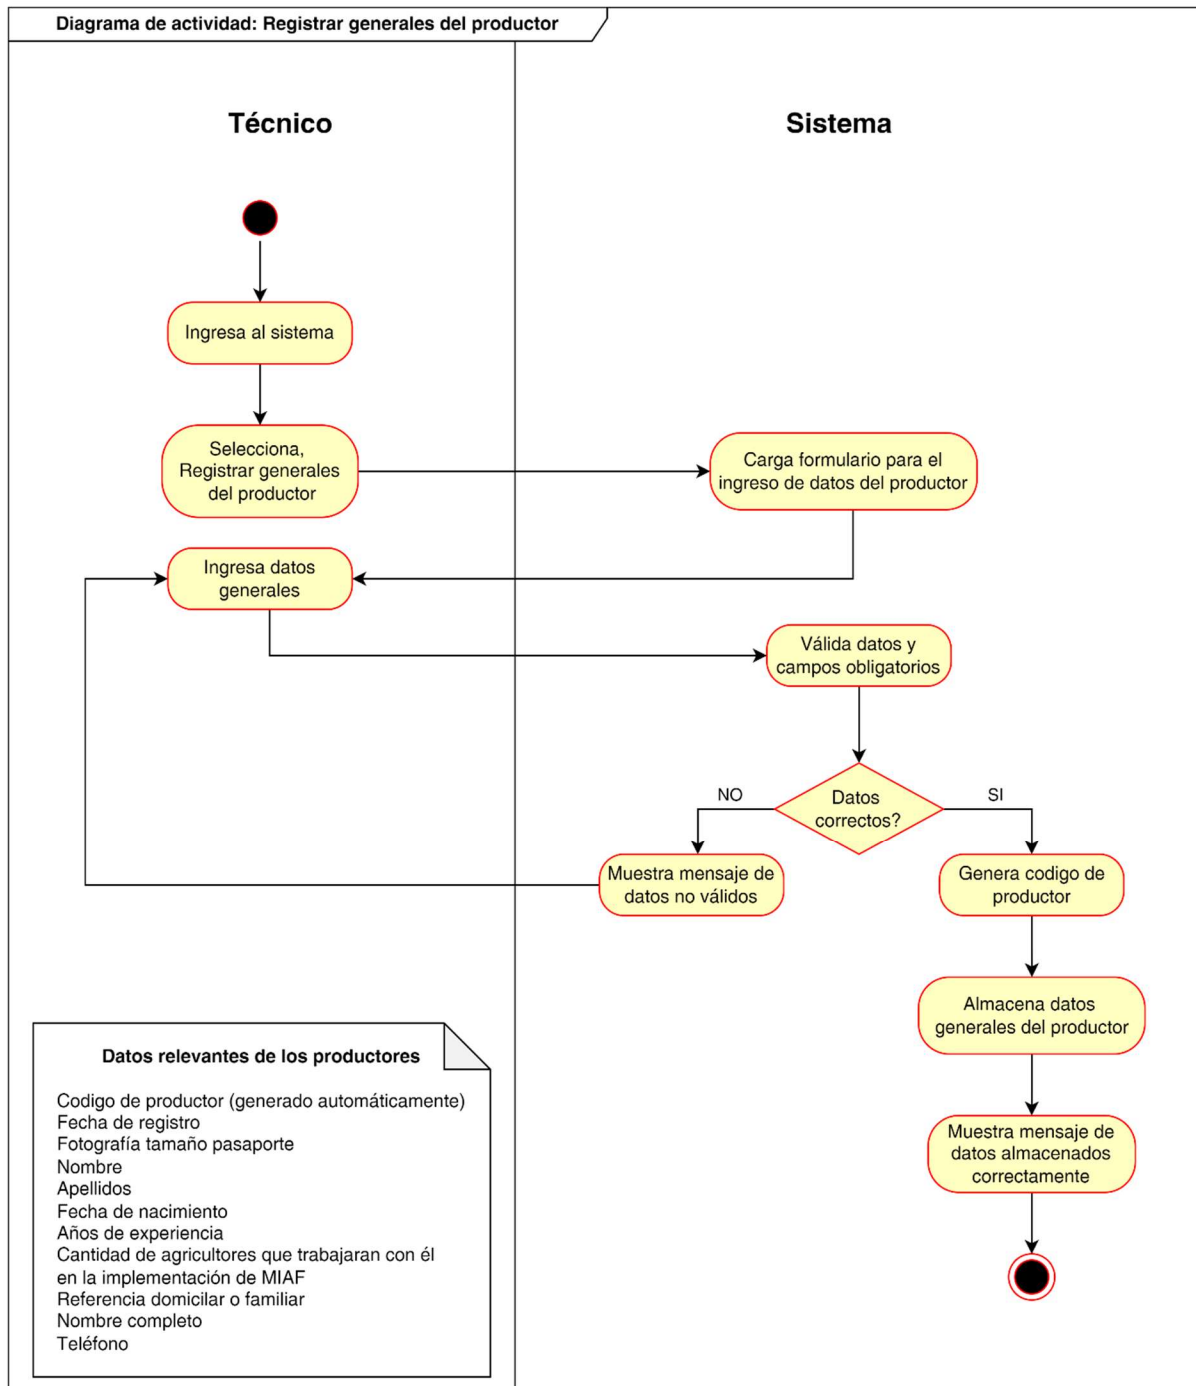 Diagrama de actividad: Registrar generales del productor
Técnico
Sistema
Ingresa al sistema
Selecciona,
Registrar generales
del productor
Carga formulario para el
ingreso de datos del productor
Ingresa datos
generales
Válida datos y
campos obligatorios
Datos
correctos?
NO
SI
Muestra mensaje de
datos no válidos
Genera codigo de
productor
Almacena datos
generales del productor
Muestra mensaje de
datos almacenados
correctamente
Datos relevantes de los productores
Codigo de productor (generado automáticamente)
Fecha de registro
Fotografía tamaño pasaporte
Nombre
Apellidos
Fecha de nacimiento
Años de experiencia
Cantidad de agricultores que trabajaran con él
en la implementación de MIAF
Referencia domicilar o familiar
Nombre completo
Teléfono